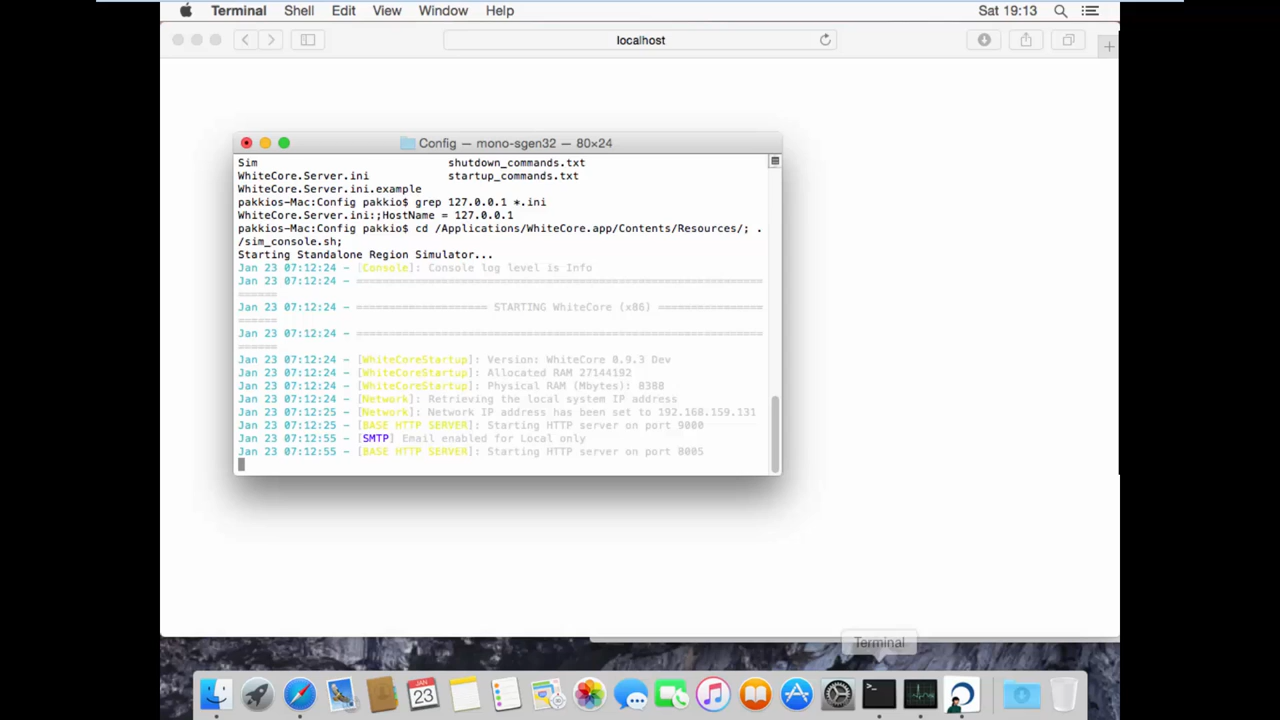 Terminal Shell Edit View Window Help Sat 19:13
localhost
Config — mono-sgen32 — 80×24
Sim shutdown_commands.txt
WhiteCore.Server.ini startup_commands.txt
WhiteCore.Server.ini.example
pakkios-Mac:Config pakkio$ grep 127.0.0.1 *.ini
WhiteCore.Server.ini:;HostName = 127.0.0.1
pakkios-Mac:Config pakkio$ cd /Applications/WhiteCore.app/Contents/Resources/; .
/sim_console.sh;
Starting Standalone Region Simulator...
Jan 23 07:12:24 - [Console]: Console log level is Info
Jan 23 07:12:24 - ==============================================================
======
Jan 23 07:12:24 - ==================== STARTING WhiteCore (x86) ================
======
Jan 23 07:12:24 - ==============================================================
======
Jan 23 07:12:24 - [WhiteCoreStartup]: Version: WhiteCore 0.9.3 Dev
Jan 23 07:12:24 - [WhiteCoreStartup]: Allocated RAM 27144192
Jan 23 07:12:24 - [WhiteCoreStartup]: Physical RAM (Mbytes): 8388
Jan 23 07:12:24 - [Network]: Retrieving the local system IP address
Jan 23 07:12:25 - [Network]: Network IP address has been set to 192.168.159.131
Jan 23 07:12:25 - [BASE HTTP SERVER]: Starting HTTP server on port 9000
Jan 23 07:12:55 - [SMTP] Email enabled for Local only
Jan 23 07:12:55 - [BASE HTTP SERVER]: Starting HTTP server on port 8005
Terminal
JAN
23